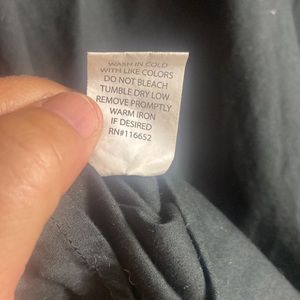 WASH IN COLD
WITH LIKE COLORS
DO NOT BLEACH
TUMBLE DRY LOW
REMOVE PROMPTLY
WARM IRON
IF DESIRED
RN#116652